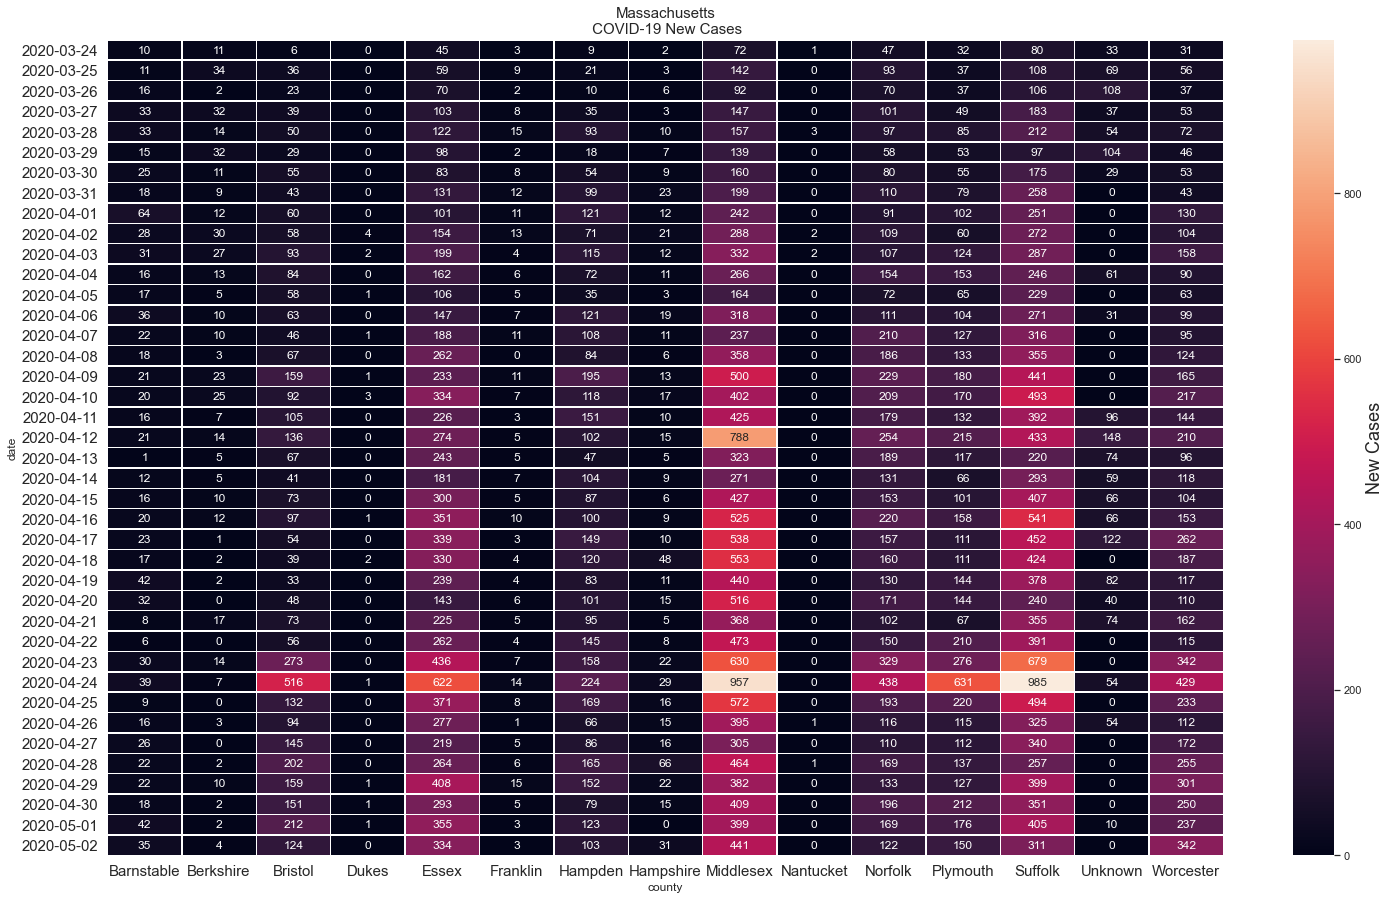 Massachusetts
COVID-19 New Cases
2020-03-24 10 11 6 0 45 3 9 2 72 1 47 32 80 33 31
2020-03-25 11 34 36 0 59 9 21 3 142 0 93 37 108 69 56
2020-03-26 16 2 23 0 70 2 10 6 92 0 70 37 106 108 37
2020-03-27 33 32 39 0 103 8 35 3 147 0 101 49 183 37 53
2020-03-28 33 14 50 0 122 15 93 10 157 3 97 85 212 54 72
2020-03-29 15 32 29 0 98 2 18 7 139 0 58 53 97 104 46
2020-03-30 25 11 55 0 83 8 54 9 160 0 80 55 175 29 53
2020-03-31 18 9 43 0 131 12 99 23 199 0 110 79 258 0 43
2020-04-01 64 12 60 0 101 11 121 12 242 0 91 102 251 0 130
2020-04-02 28 30 58 4 154 13 71 21 288 2 109 60 272 0 104
2020-04-03 31 27 93 2 199 4 115 12 332 2 107 124 287 0 158
2020-04-04 16 13 84 0 162 6 72 11 266 0 154 153 246 61 90
2020-04-05 17 5 58 1 106 5 35 3 164 0 72 65 229 0 63
2020-04-06 36 10 63 0 147 7 121 19 318 0 111 104 271 31 99
2020-04-07 22 10 46 1 188 11 108 11 237 0 210 127 316 0 95
2020-04-08 18 3 67 0 262 0 84 6 358 0 186 133 355 0 124
2020-04-09 21 23 159 1 233 11 195 13 500 0 229 180 441 0 165
2020-04-10 20 25 92 3 334 7 118 17 402 0 209 170 493 0 217
2020-04-11 16 7 105 0 226 3 151 10 425 0 179 132 392 96 144
2020-04-12 21 14 136 0 274 5 102 15 788 0 254 215 433 148 210
2020-04-13 1 5 67 0 243 5 47 5 323 0 189 117 220 74 96
2020-04-14 12 5 41 0 181 7 104 9 271 0 131 66 293 59 118
2020-04-15 16 10 73 0 300 5 87 6 427 0 153 101 407 66 104
2020-04-16 20 12 97 1 351 10 100 9 525 0 220 158 541 66 153
2020-04-17 23 1 54 0 339 3 149 10 538 0 157 111 452 122 262
2020-04-18 17 2 39 2 330 4 120 48 553 0 160 111 424 0 187
2020-04-19 42 2 33 0 239 4 83 11 440 0 130 144 378 82 117
2020-04-20 32 0 48 0 143 6 101 15 516 0 171 144 240 40 110
2020-04-21 8 17 73 0 225 5 95 5 368 0 102 67 355 74 162
2020-04-22 6 0 56 0 262 4 145 8 473 0 150 210 391 0 115
2020-04-23 30 14 273 0 436 7 158 22 630 0 329 276 679 0 342
2020-04-24 39 7 516 1 622 14 224 29 957 0 438 631 985 54 429
2020-04-25 9 0 132 0 371 8 169 16 572 0 193 220 494 0 233
2020-04-26 16 3 94 0 277 1 66 15 395 1 116 115 325 54 112
2020-04-27 26 0 145 0 219 5 86 16 305 0 110 112 340 0 172
2020-04-28 22 2 202 0 264 6 165 66 464 1 169 137 257 0 255
2020-04-29 22 10 159 1 408 15 152 22 382 0 133 127 399 0 301
2020-04-30 18 2 151 1 293 5 79 15 409 0 196 212 351 0 250
2020-05-01 42 2 212 1 355 3 123 0 399 0 169 176 405 10 237
2020-05-02 35 4 124 0 334 3 103 31 441 0 122 150 311 0 342
Barnstable Berkshire Bristol Dukes Essex Franklin Hampden Hampshire Middlesex Nantucket Norfolk Plymouth Suffolk Unknown Worcester
county
date
800
600
400
200
0
New Cases